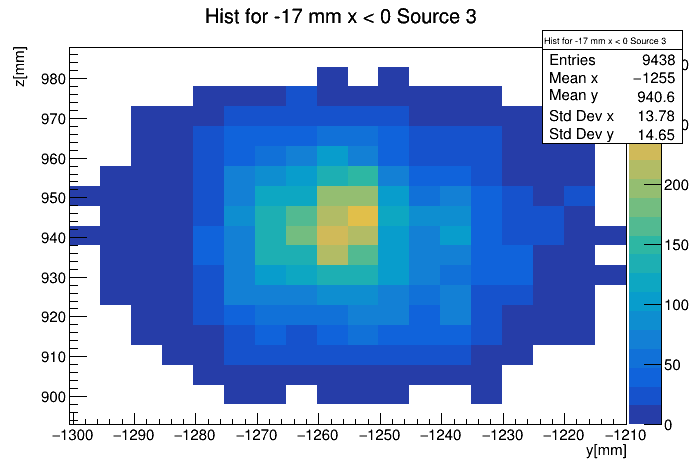 Hist for -17 mm x < 0 Source 3
Hist for -17 mm x < 0 Source 3
Entries 9438
Mean x −1255
Mean y 940.6
Std Dev x 13.78
Std Dev y 14.65
z[mm]
980
970
960
950
940
930
920
910
900
−1300 −1290 −1280 −1270 −1260 −1250 −1240 −1230 −1220 −1210
y[mm]
200
150
100
50
0